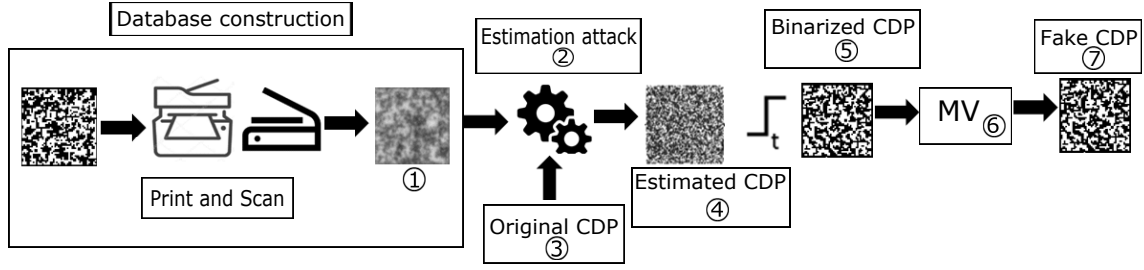 Database construction
Print and Scan
①
Estimation attack
②
Original CDP
③
Estimated CDP
④
t
Binarized CDP
⑤
MV⑥
Fake CDP
⑦